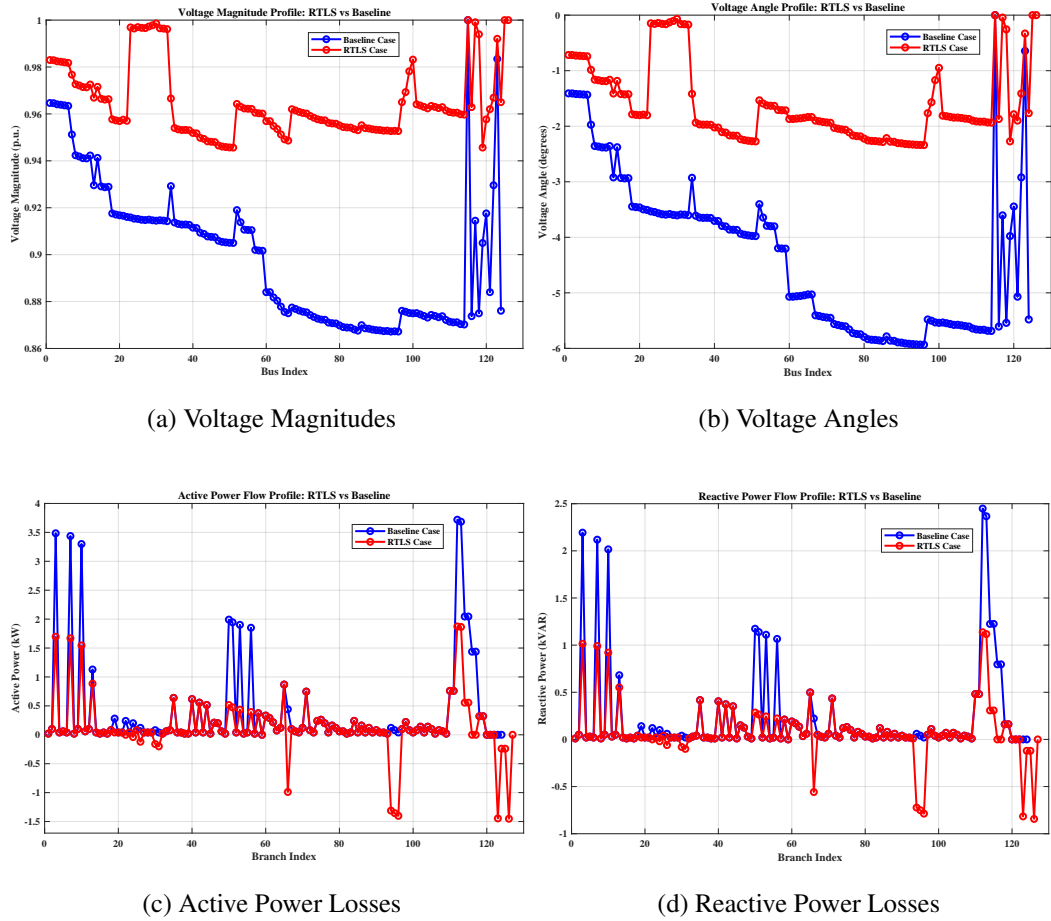 Voltage Magnitude Profile: RTLS vs Baseline
Voltage Magnitude (p.u.)
1
0.98
0.96
0.94
0.92
0.9
0.88
0.86
0 20 40 60 80 100 120
Bus Index
Baseline Case
RTLS Case
(a) Voltage Magnitudes
Voltage Angle Profile: RTLS vs Baseline
Voltage Angle (degrees)
0
-1
-2
-3
-4
-5
-6
0 20 40 60 80 100 120
Bus Index
Baseline Case
RTLS Case
(b) Voltage Angles
Active Power Flow Profile: RTLS vs Baseline
Active Power (kW)
4
3.5
3
2.5
2
1.5
1
0.5
0
-0.5
-1
-1.5
0 20 40 60 80 100 120
Branch Index
Baseline Case
RTLS Case
(c) Active Power Losses
Reactive Power Flow Profile: RTLS vs Baseline
Reactive Power (kVAR)
2.5
2
1.5
1
0.5
0
-0.5
-1
0 20 40 60 80 100 120
Branch Index
Baseline Case
RTLS Case
(d) Reactive Power Losses